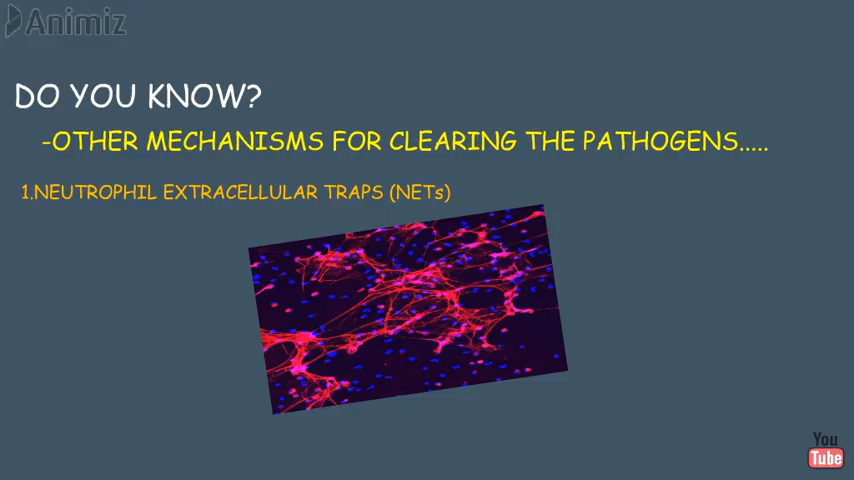 Animiz
DO YOU KNOW?
-OTHER MECHANISMS FOR CLEARING THE PATHOGENS.....
1.NEUTROPHIL EXTRACELLULAR TRAPS (NETs)
You
Tube